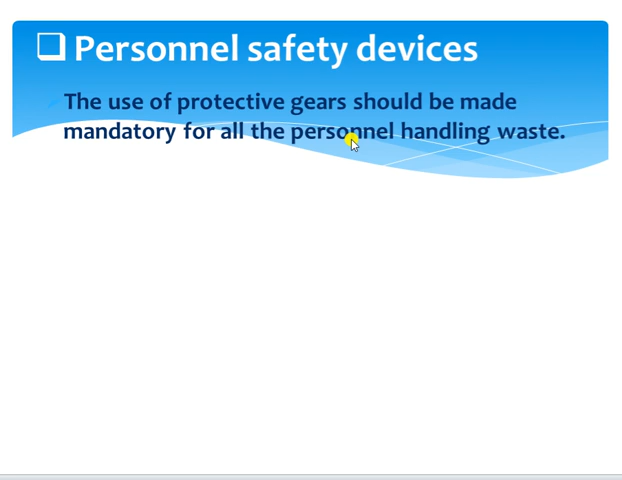 ❑ Personnel safety devices
The use of protective gears should be made
mandatory for all the personnel handling waste.